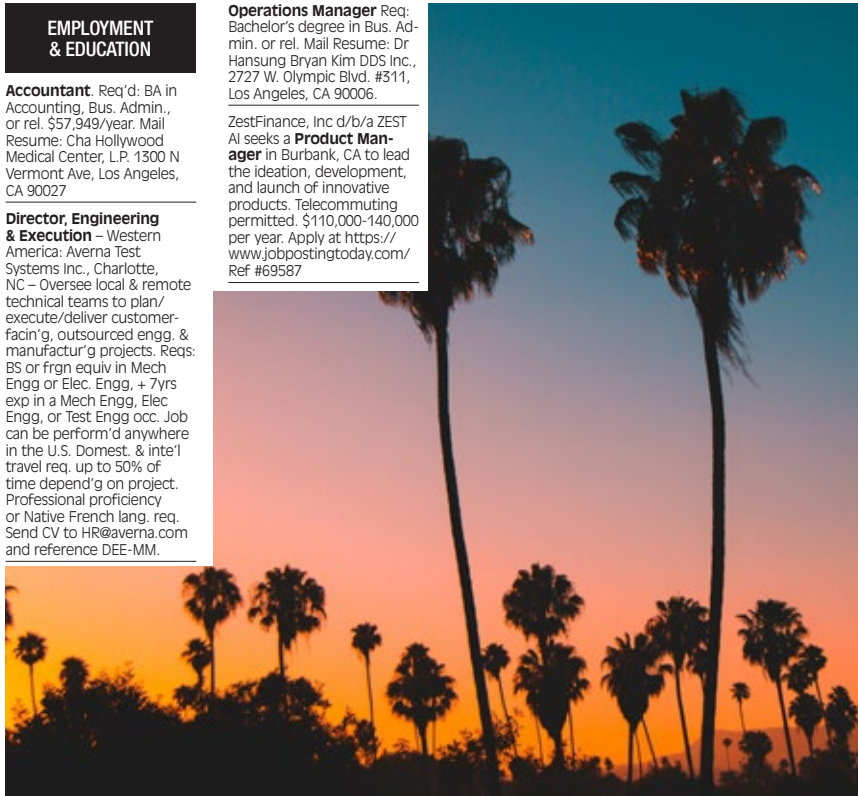 EMPLOYMENT
& EDUCATION
Accountant. Req'd: BA in
Accounting, Bus. Admin.,
or rel. $57,949/year. Mail
Resume: Cha Hollywood
Medical Center, L.P. 1300 N
Vermont Ave, Los Angeles,
CA 90027
Director, Engineering
& Execution – Western
America: Averna Test
Systems Inc., Charlotte,
NC – Oversee local & remote
technical teams to plan/
execute/deliver customer-
facin'g, outsourced engg. &
manufactur'g projects. Reqs:
BS or frgn equiv in Mech
Engg or Elec. Engg, + 7yrs
exp in a Mech Engg, Elec
Engg, or Test Engg occ. Job
can be perform'd anywhere
in the U.S. Domest. & inte'l
travel req. up to 50% of
time depend'g on project.
Professional proficiency
or Native French lang. req.
Send CV to HR@averna.com
and reference DEE-MM.
Operations Manager Req:
Bachelor's degree in Bus. Ad-
min. or rel. Mail Resume: Dr
Hansung Bryan Kim DDS Inc.,
2727 W. Olympic Blvd. #311,
Los Angeles, CA 90006.
ZestFinance, Inc d/b/a ZEST
AI seeks a Product Man-
ager in Burbank, CA to lead
the ideation, development,
and launch of innovative
products. Telecommuting
permitted. $110,000-140,000
per year. Apply at https://
www.jobpostingtoday.com/
Ref #69587